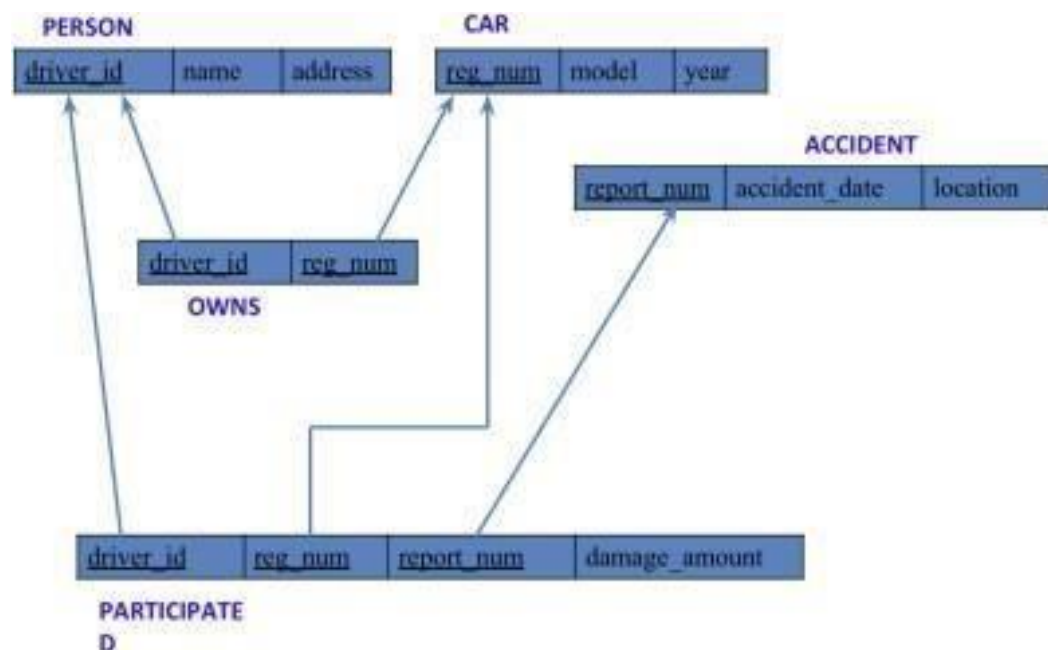 PERSON
driver_id name address
CAR
reg_num model year
ACCIDENT
report_num accident_date location
driver_id reg_num
OWNS
driver_id reg_num report_num damage_amount
PARTICIPATE
D